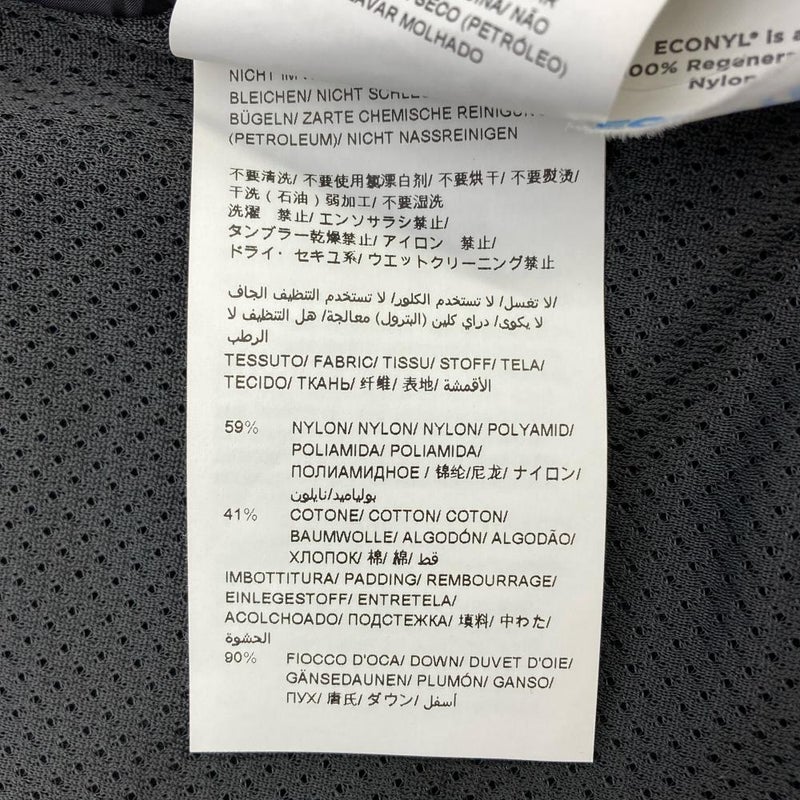 SECO (PETRÓLEO)
LAVAR MOLHADO
NÃO
ECONYL® is a
00% Regener
Nylon
NICHT IM
BLEICHEN/ NICHT
BÜGELN/ ZARTE CHEMISCHE
(PETROLEUM)/ NICHT NASSREINIGEN
不要清洗/ 不要使用氯漂白剂/ 不要烘干/ 不要熨烫/
干洗（石油）弱加工/ 不要湿洗
洗濯 禁止/ エンソサラシ禁止/
タンブラー乾燥禁止/ アイロン 禁止/
ドライ・ セキユ系/ ウエットクリーニング禁止
لا تغسل/ لا تستخدم الكلور/ لا تستخدم التنظيف الجاف/
لا يكوى/ دراي كلين (البترول) معالجة/ هل التنظيف لا
الرطب
TESSUTO/ FABRIC/ TISSU/ STOFF/ TELA/
TECIDO/ ТКАНЬ/ 纤维/ 表地/ الأقمشة
59% NYLON/ NYLON/ NYLON/ POLYAMID/
POLIAMIDA/ POLIAMIDA/
ПОЛИАМИДНОЕ / 锦纶/尼龙/ ナイロン/
بولياميد/نايلون
41% COTONE/ COTTON/ COTON/
BAUMWOLLE/ ALGODÓN/ ALGODÃO/
ХЛОПОК/ 棉/ 綿/ قط
IMBOTTITURA/ PADDING/ REMBOURRAGE/
EINLEGESTOFF/ ENTRETELA/
ACOLCHOADO/ ПОДСТЕЖКА/ 填料/ 中わた/
الحشوة
90% FIOCCO D'OCA/ DOWN/ DUVET D'OIE/
GÄNSEDAUNEN/ PLUMÓN/ GANSO/
ПУХ/ 唐氏/ ダウン/ أسفل